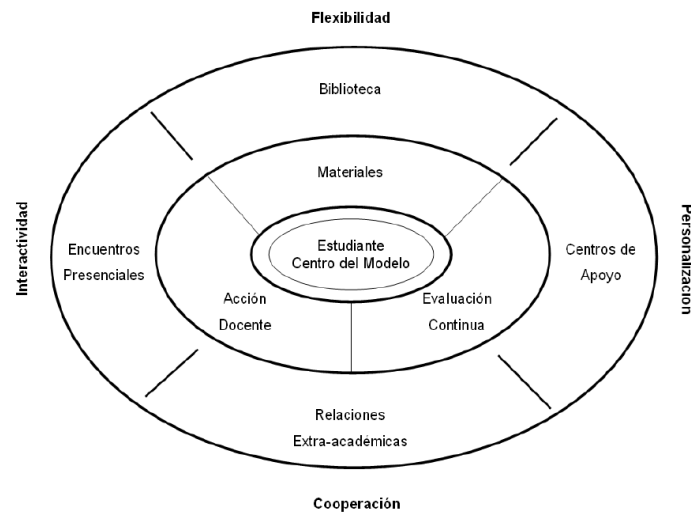 Flexibilidad
Biblioteca
Materiales
Interactividad
Encuentros
Presenciales
Estudiante
Centro del Modelo
Centros de
Apoyo
Personalizacion
Acción
Docente
Evaluación
Continua
Relaciones
Extra-académicas
Cooperación